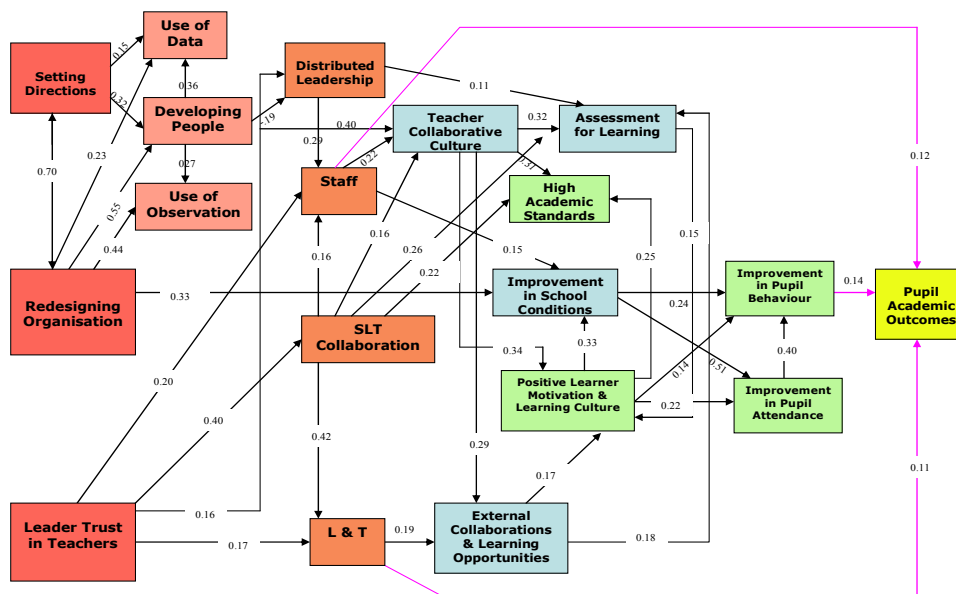 Use of
Data
0.15
Setting
Directions
0.32
0.36
Developing
People
-.19
Distributed
Leadership
0.11
0.40
0.29
Teacher
Collaborative
Culture
0.32
Assessment
for Learning
0.12
0.23
0.70
0.27
Use of
Observation
0.55
0.44
Staff
0.22
0.31
High
Academic
Standards
0.16
0.16
0.26
0.22
0.15
0.25
0.15
Redesigning
Organisation
0.33
SLT
Collaboration
Improvement
in School
Conditions
0.24
Improvement
in Pupil
Behaviour
0.14
Pupil
Academic
Outcomes
0.20
0.40
0.34
0.33
0.14
0.51
0.40
Positive Learner
Motivation &
Learning Culture
0.22
Improvement
in Pupil
Attendance
0.42
0.29
0.17
0.11
Leader Trust
in Teachers
0.16
0.17
L & T
0.19
External
Collaborations
& Learning
Opportunities
0.18